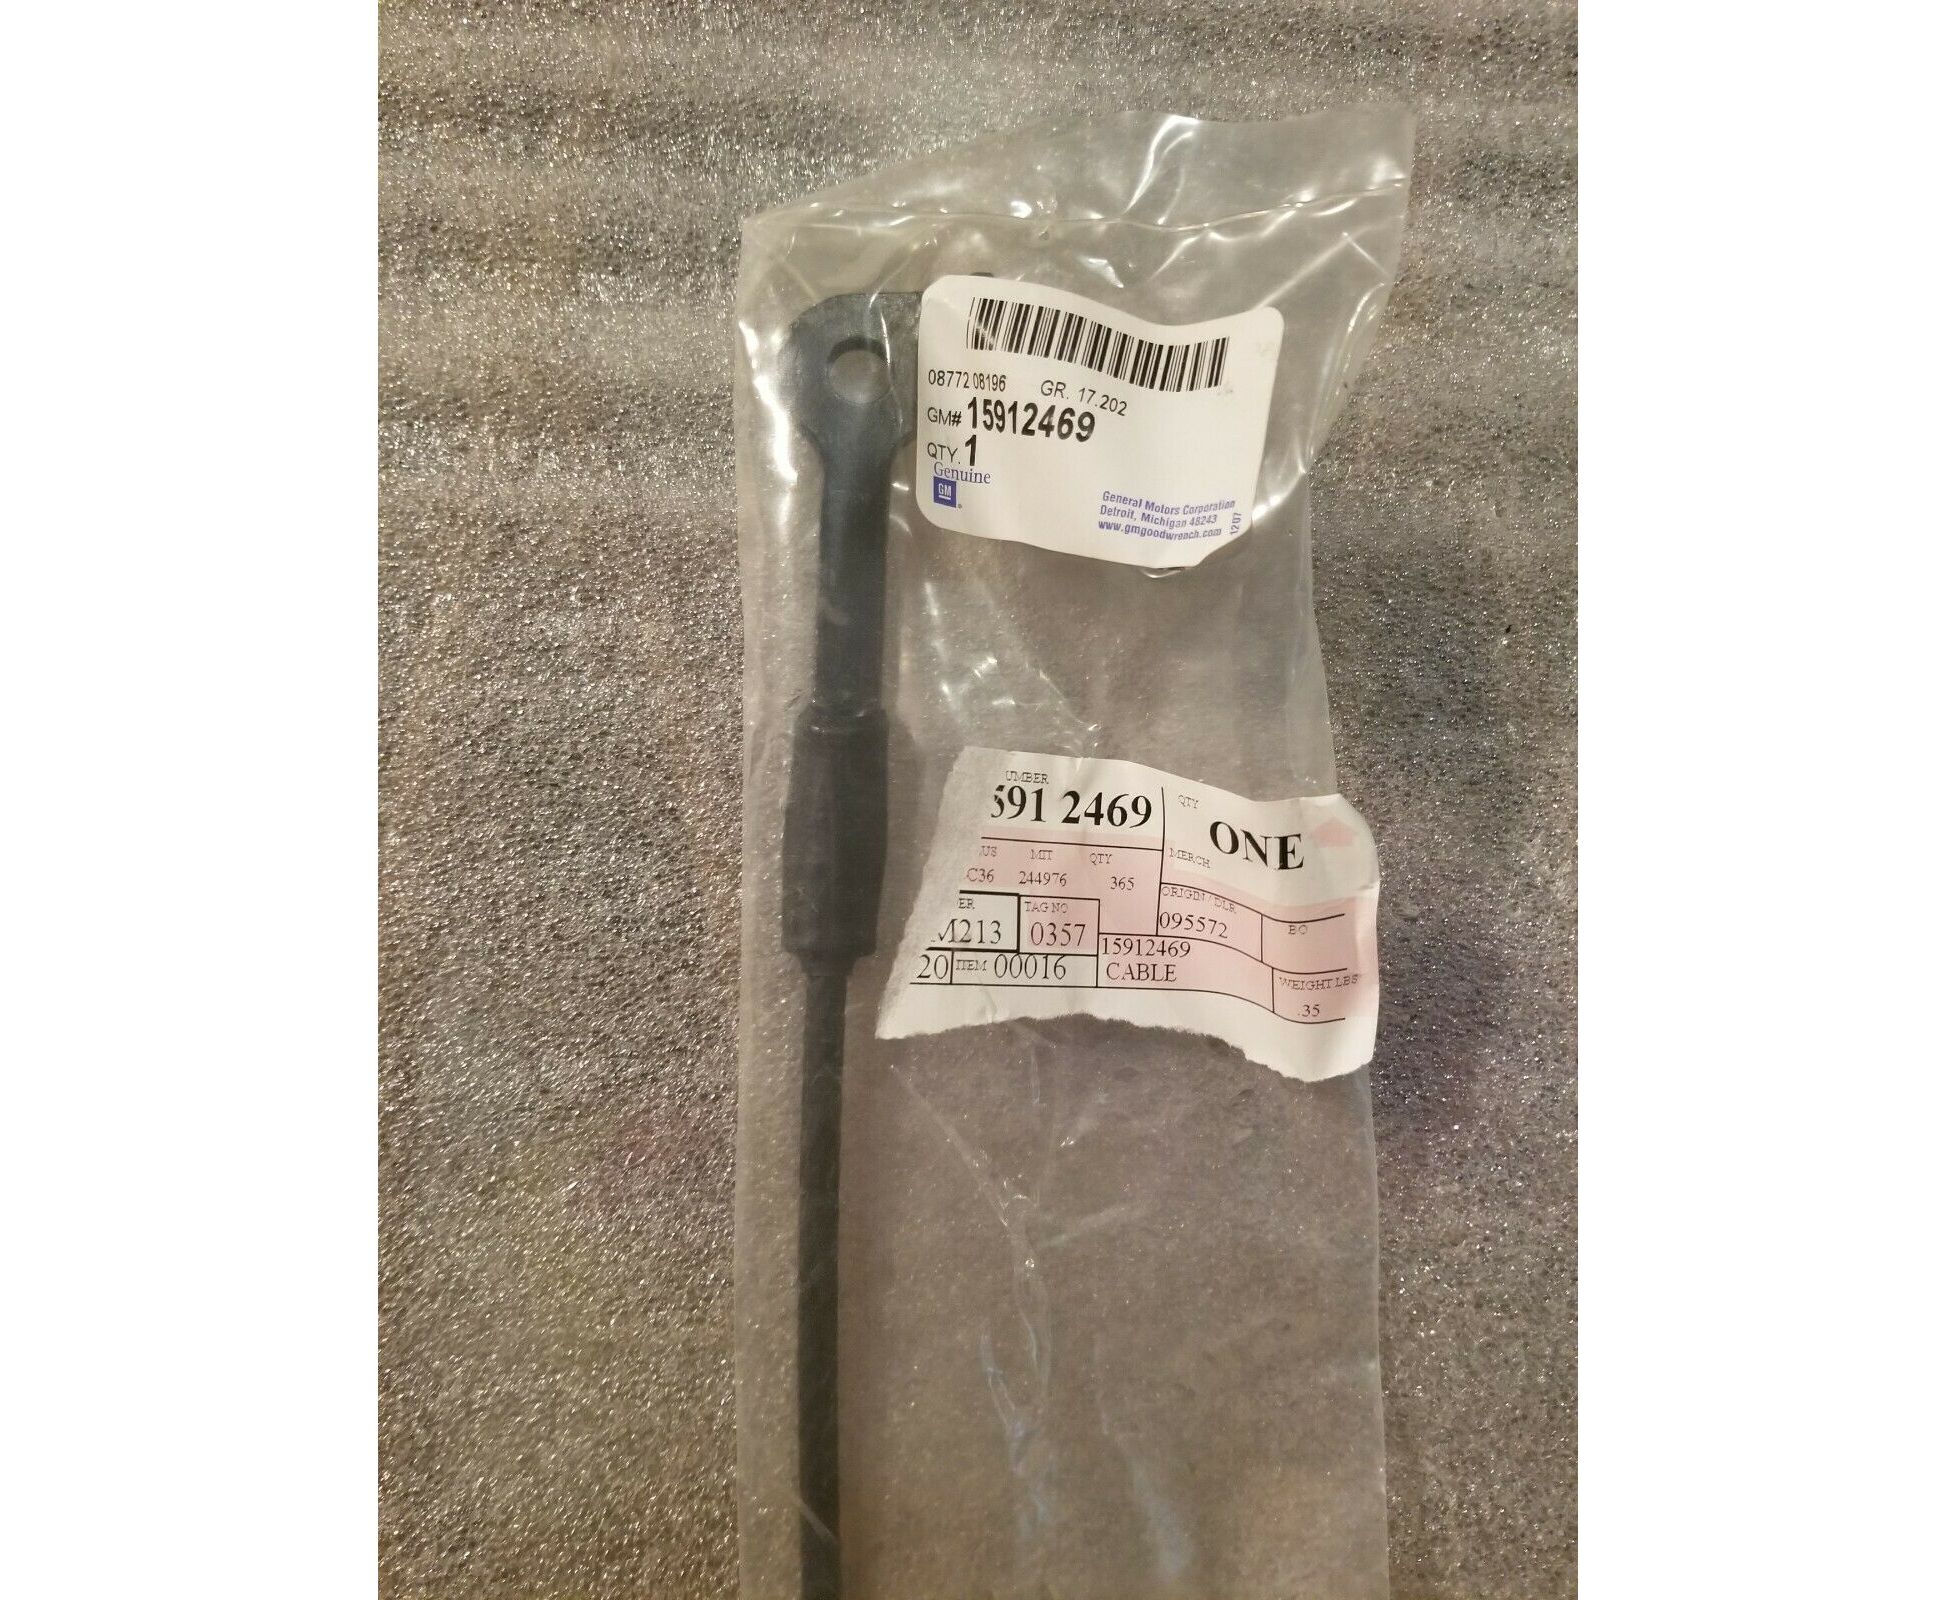 08772 08196 GR. 17.202
GM# 15912469
QTY. 1
Genuine
GM
General Motors Corporation
Detroit, Michigan 48243
www.gmgoodwrench.com
1207
UMBER
5912469
QTY
ONE
US MIT QTY
C36 244976 365
MERCH
ER
M213
TAG NO
0357
ORIGIN / DLR
095572
BO
20 ITEM 00016
15912469
CABLE
WEIGHT LBS
.35